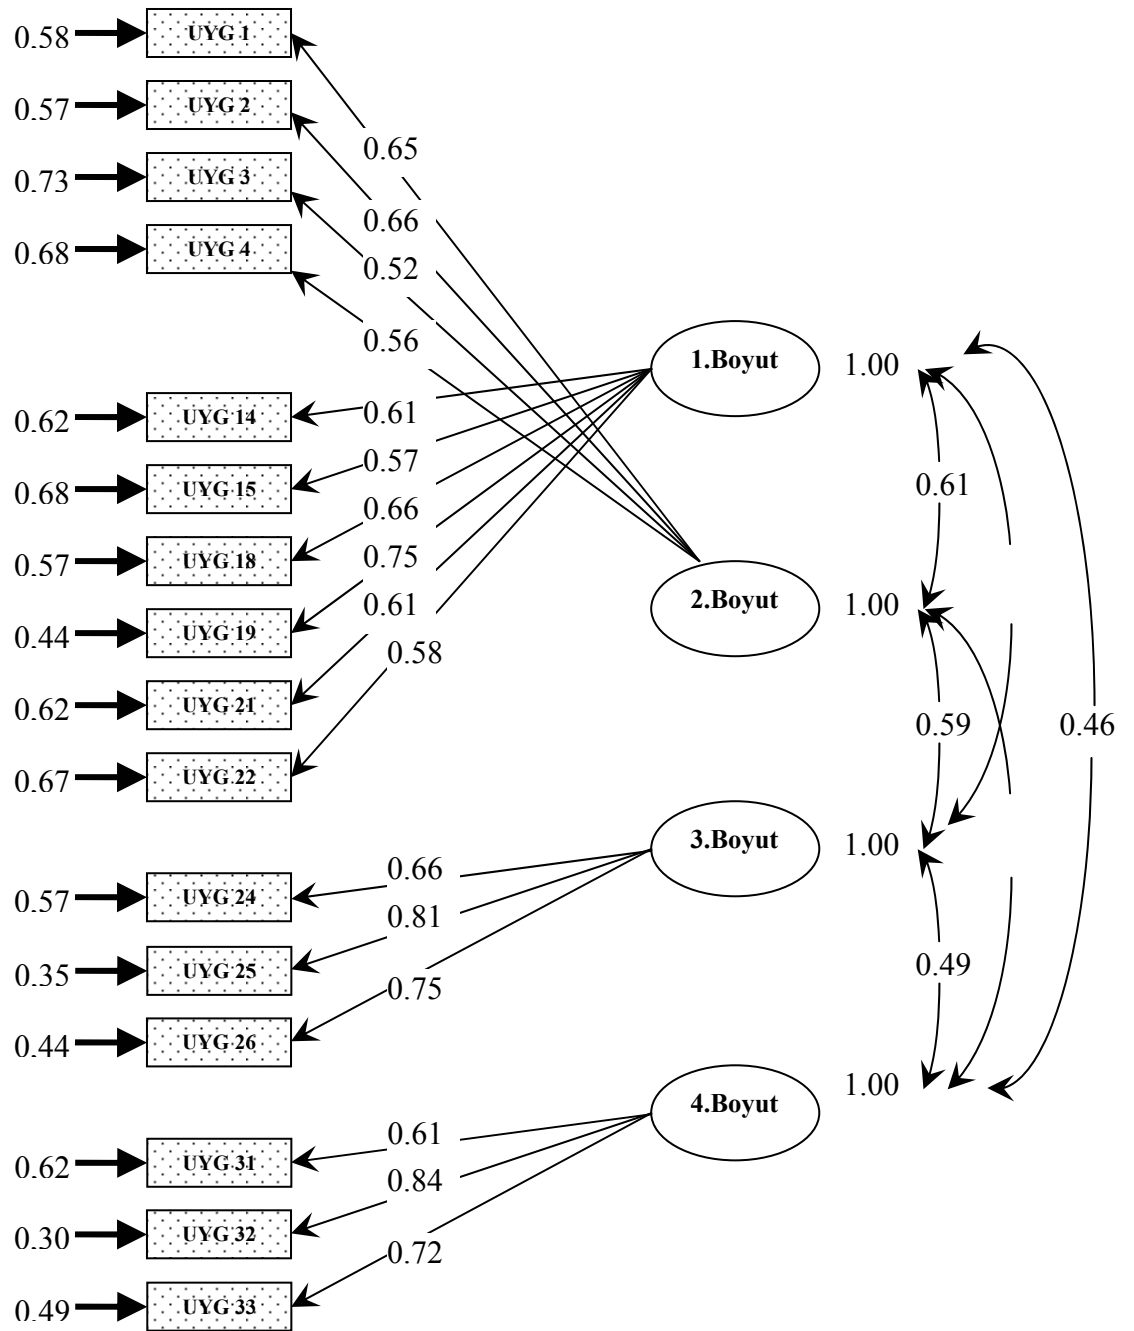 0.58 UYG 1
0.57 UYG 2
0.65
0.73 UYG 3
0.66
0.68 UYG 4
0.52
0.56
1.Boyut 1.00
0.62 UYG 14 0.61
0.57
0.68 UYG 15
0.61
0.66
0.57 UYG 18 0.75
0.61
2.Boyut 1.00
0.44 UYG 19
0.58
0.62 UYG 21
0.59 0.46
0.67 UYG 22
3.Boyut 1.00
0.66
0.57 UYG 24
0.81
0.35 UYG 25
0.49
0.75
0.44 UYG 26
4.Boyut 1.00
0.61
0.62 UYG 31
0.84
0.30 UYG 32
0.72
0.49 UYG 33